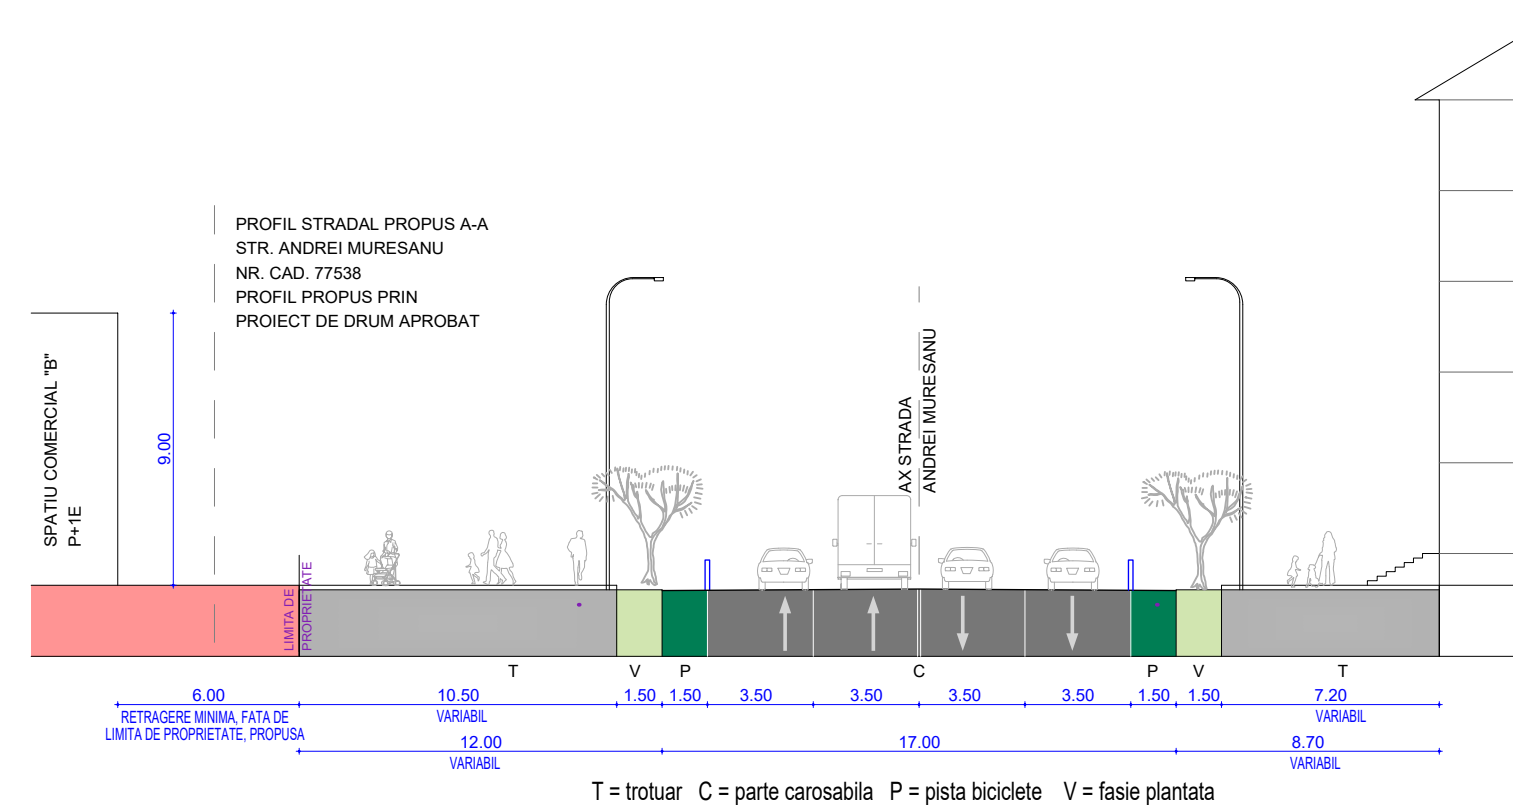 PROFIL STRADAL PROPUS A-A
STR. ANDREI MURESANU
NR. CAD. 77538
PROFIL PROPUS PRIN
PROIECT DE DRUM APROBAT
SPATIU COMERCIAL "B"
P+1E
9.00
AX STRADA
ANDREI MURESANU
LIMITA DE
PROPRIETATE
T V P C P V T
6.00 10.50 1.50 1.50 3.50 3.50 3.50 3.50 1.50 1.50 7.20
RETRAGERE MINIMA, FATA DE
LIMITA DE PROPRIETATE, PROPUSA
VARIABIL VARIABIL
12.00 17.00 8.70
VARIABIL VARIABIL
T = trotuar C = parte carosabila P = pista biciclete V = fasie plantata